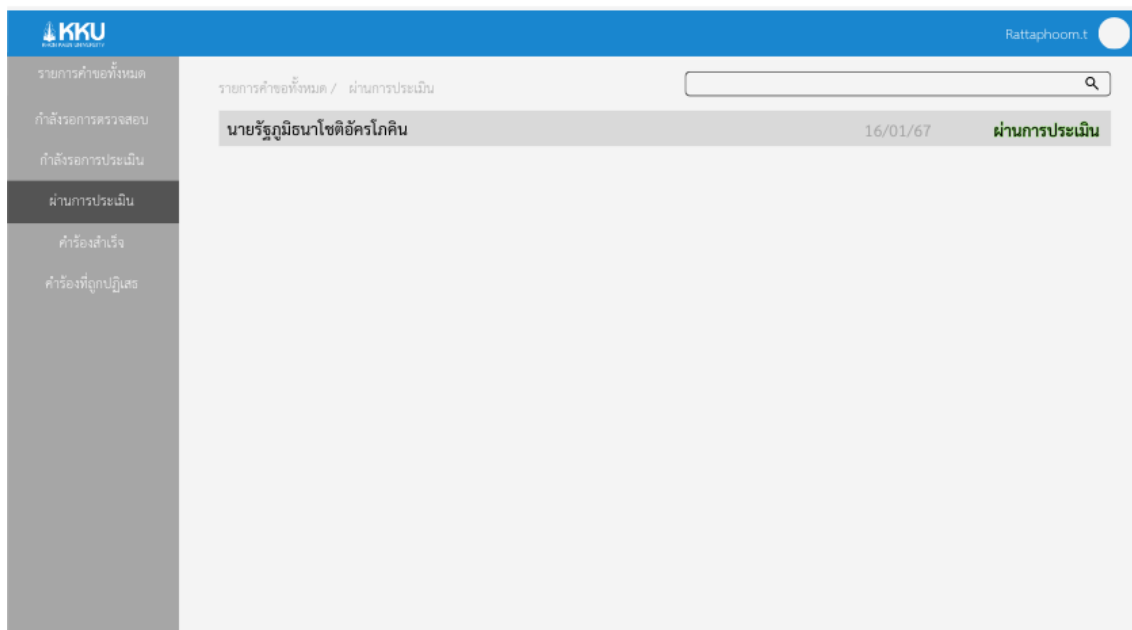 KKU
KHON KAEN UNIVERSITY
Rattaphoom.t
รายการคำขอทั้งหมด
กำลังรอการตรวจสอบ
กำลังรอการประเมิน
ผ่านการประเมิน
คำร้องสำเร็จ
คำร้องที่ถูกปฏิเสธ
รายการคำขอทั้งหมด / ผ่านการประเมิน
นายรัฐภูมิธนาโชติอัครโภคิน 16/01/67 ผ่านการประเมิน